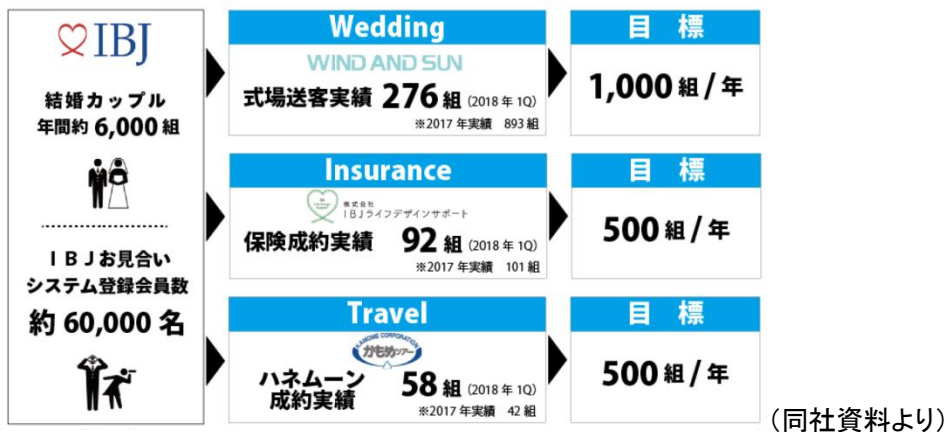 IBJ
結婚カップル
年間約 6,000 組
ＩＢＪお見合い
システム登録会員数
約 60,000 名
Wedding
WIND AND SUN
式場送客実績 276 組 (2018 年 1Q)
※2017 年実績 893 組
目 標
1,000 組 / 年
Insurance
株式会社
ＩＢＪライフデザインサポート
保険成約実績 92 組 (2018 年 1Q)
※2017 年実績 101 組
目 標
500 組 / 年
Travel
KAMOME CORPORATION
かもめツアー
ハネムーン
成約実績 58 組 (2018 年 1Q)
※2017 年実績 42 組
目 標
500 組 / 年
（同社資料より）